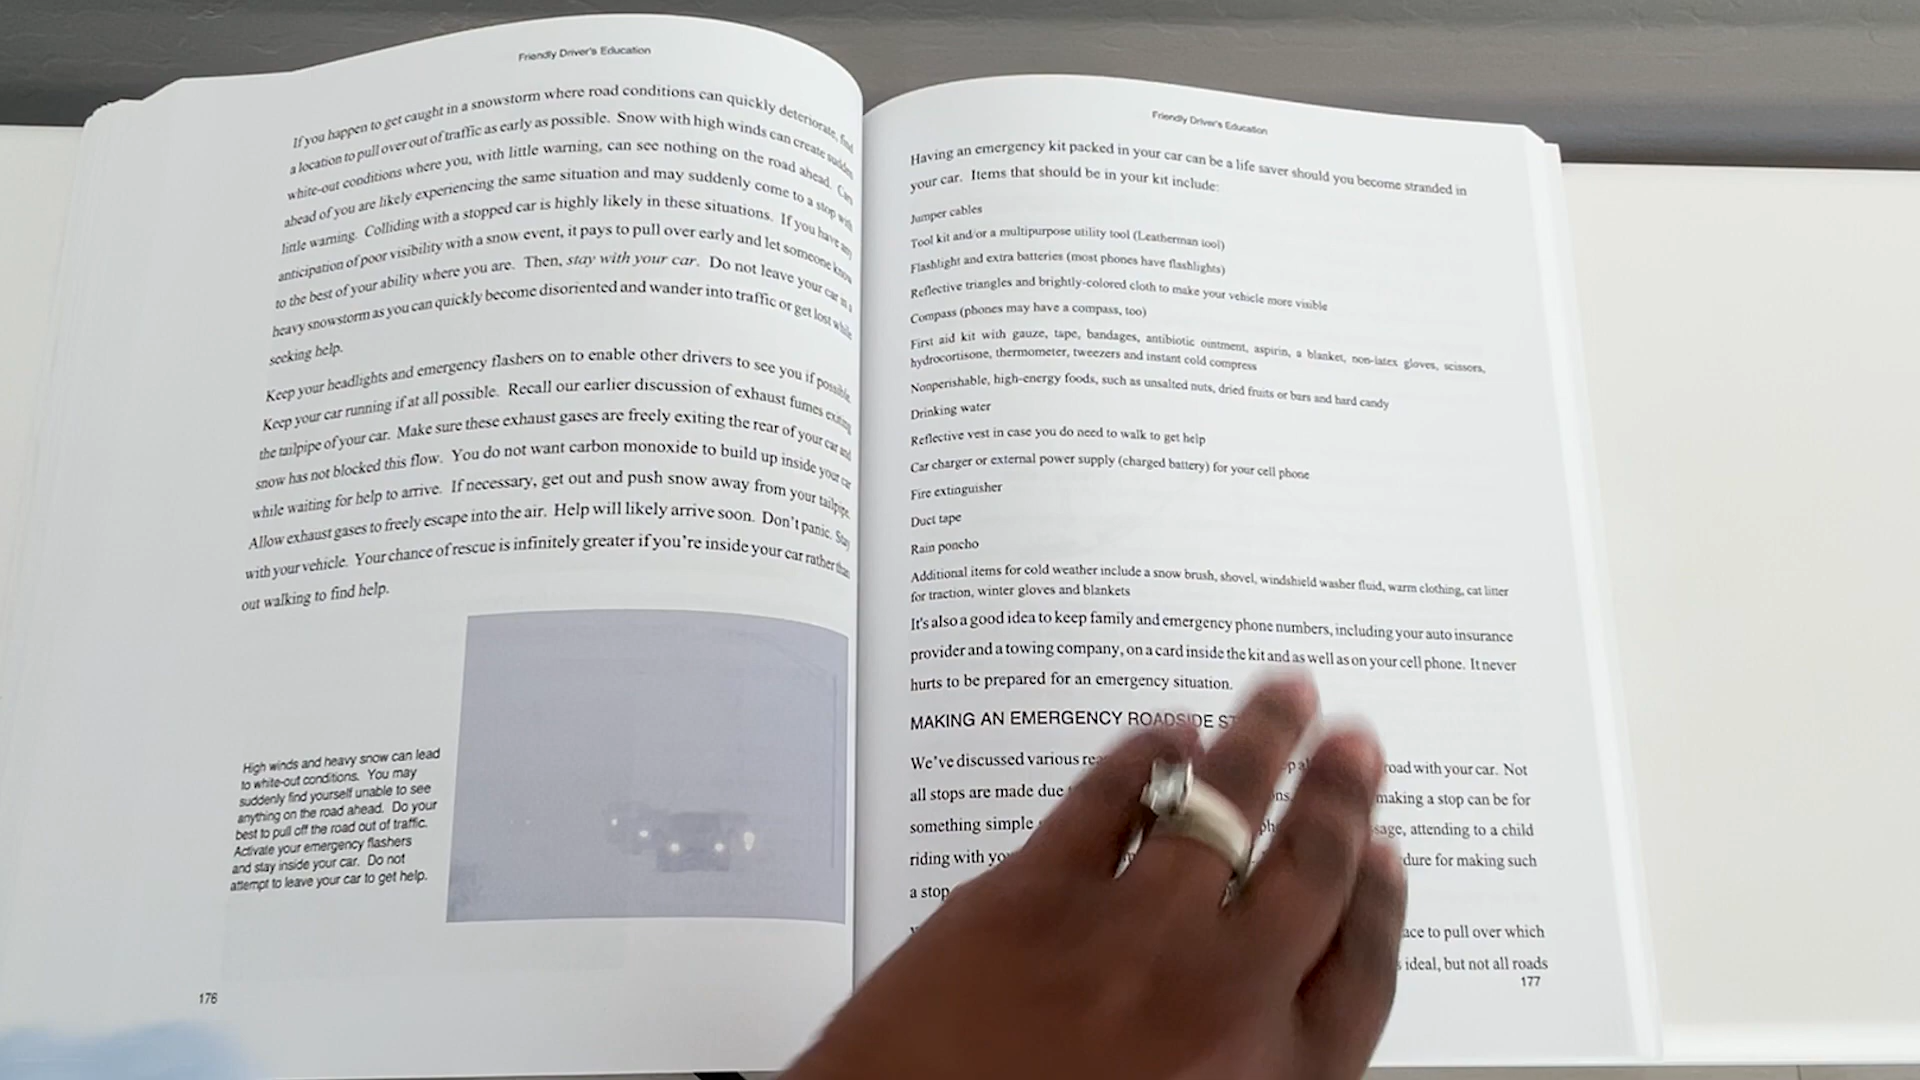 Friendly Driver's Education
If you happen to get caught in a snowstorm where road conditions can quickly deteriorate, find
a location to pull over out of traffic as early as possible. Snow with high winds can create sudden
white-out conditions where you, with little warning, can see nothing on the road ahead. Cars
ahead of you are likely experiencing the same situation and may suddenly come to a stop with
little warning. Colliding with a stopped car is highly likely in these situations. If you have any
anticipation of poor visibility with a snow event, it pays to pull over early and let someone know
to the best of your ability where you are. Then, stay with your car. Do not leave your car in a
heavy snowstorm as you can quickly become disoriented and wander into traffic or get lost while
seeking help.
Keep your headlights and emergency flashers on to enable other drivers to see you if possible.
Keep your car running if at all possible. Recall our earlier discussion of exhaust fumes exiting
the tailpipe of your car. Make sure these exhaust gases are freely exiting the rear of your car and
snow has not blocked this flow. You do not want carbon monoxide to build up inside your car
while waiting for help to arrive. If necessary, get out and push snow away from your tailpipe.
Allow exhaust gases to freely escape into the air. Help will likely arrive soon. Don't panic. Stay
with your vehicle. Your chance of rescue is infinitely greater if you're inside your car rather than
out walking to find help.
High winds and heavy snow can lead
to white-out conditions. You may
suddenly find yourself unable to see
anything on the road ahead. Do your
best to pull off the road out of traffic.
Activate your emergency flashers
and stay inside your car. Do not
attempt to leave your car to get help.
176
Friendly Driver's Education
Having an emergency kit packed in your car can be a life saver should you become stranded in
your car. Items that should be in your kit include:
Jumper cables
Tool kit and/or a multipurpose utility tool (Leatherman tool)
Flashlight and extra batteries (most phones have flashlights)
Reflective triangles and brightly-colored cloth to make your vehicle more visible
Compass (phones may have a compass, too)
First aid kit with gauze, tape, bandages, antibiotic ointment, aspirin, a blanket, non-latex gloves, scissors,
hydrocortisone, thermometer, tweezers and instant cold compress
Nonperishable, high-energy foods, such as unsalted nuts, dried fruits or bars and hard candy
Drinking water
Reflective vest in case you do need to walk to get help
Car charger or external power supply (charged battery) for your cell phone
Fire extinguisher
Duct tape
Rain poncho
Additional items for cold weather include a snow brush, shovel, windshield washer fluid, warm clothing, cat litter
for traction, winter gloves and blankets
It's also a good idea to keep family and emergency phone numbers, including your auto insurance
provider and a towing company, on a card inside the kit and as well as on your cell phone. It never
hurts to be prepared for an emergency situation.
MAKING AN EMERGENCY ROADSIDE
We've discussed various road with your car. Not
all stops are made due making a stop can be for
something simple attending to a child
riding with for making such
a stop
to pull over which
ideal, but not all roads
177